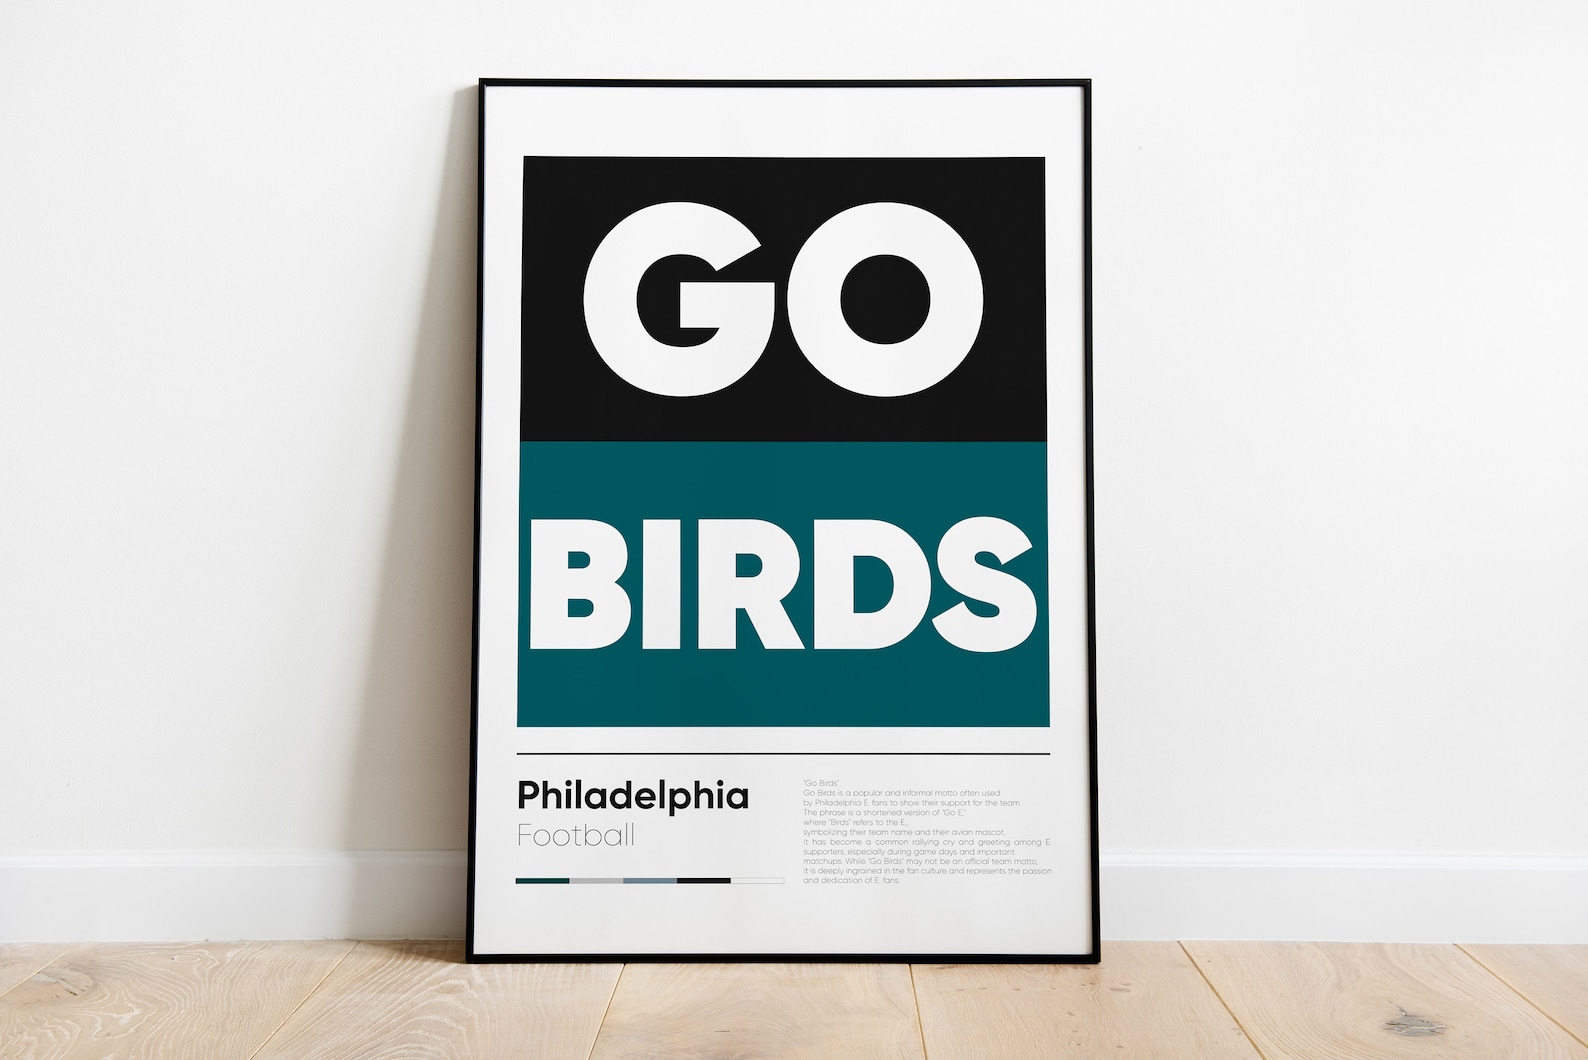 GO
BIRDS
Philadelphia
Football
"Go Birds"
Go Birds is a popular and informal motto often used
by Philadelphia E. fans to show their support for the team.
The phrase is a shortened version of "Go E,"
where "Birds" refers to the E.,
symbolizing their team name and their avian mascot.
It has become a common rallying cry and greeting among E.
supporters, especially during game days and important
matchups. While "Go Birds" may not be an official team motto,
it is deeply ingrained in the fan culture and represents the passion
and dedication of E. fans.